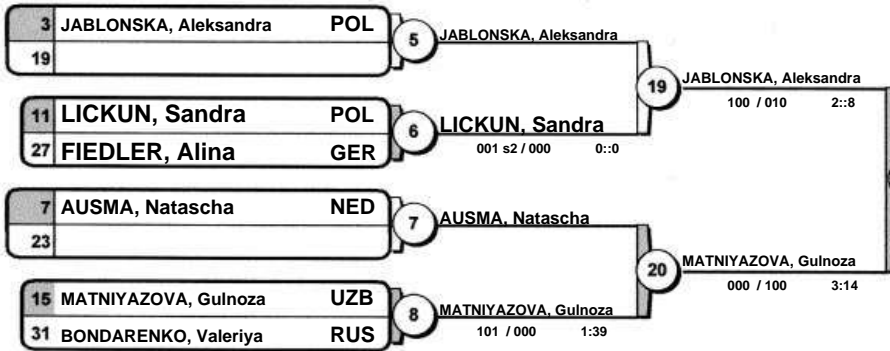 3 JABLONSKA, Aleksandra POL
19
5
JABLONSKA, Aleksandra
11 LICKUN, Sandra POL
27 FIEDLER, Alina GER
6
LICKUN, Sandra
001 s2 / 000 0::0
19
JABLONSKA, Aleksandra
100 / 010 2::8
7 AUSMA, Natascha NED
23
7
AUSMA, Natascha
15 MATNIYAZOVA, Gulnoza UZB
31 BONDARENKO, Valeriya RUS
8
MATNIYAZOVA, Gulnoza
101 / 000 1:39
20
MATNIYAZOVA, Gulnoza
000 / 100 3:14